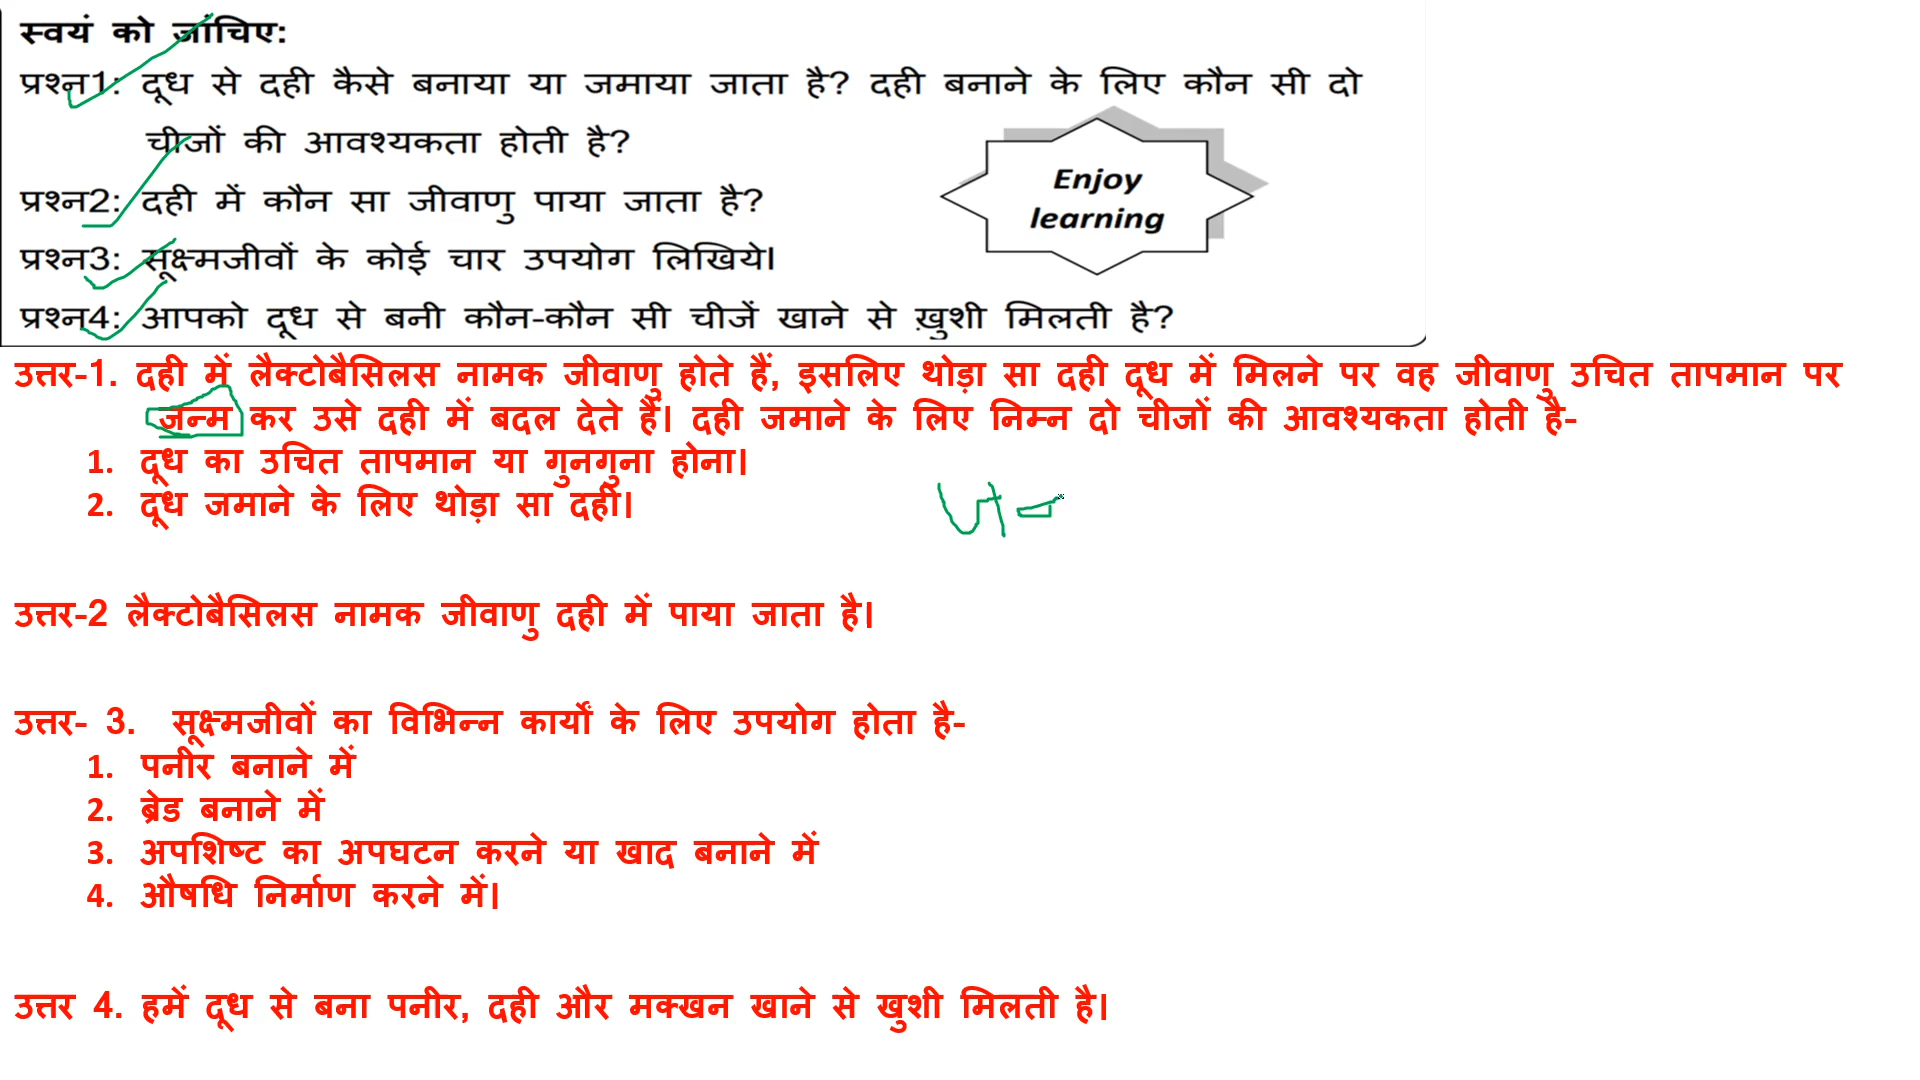 स्वयं को जांचिए:
प्रश्न1: दूध से दही कैसे बनाया या जमाया जाता है? दही बनाने के लिए कौन सी दो
चीजों की आवश्यकता होती है?
प्रश्न2: दही में कौन सा जीवाणु पाया जाता है?
Enjoy
learning
प्रश्न3: सूक्ष्मजीवों के कोई चार उपयोग लिखिये।
प्रश्न4: आपको दूध से बनी कौन-कौन सी चीजें खाने से ख़ुशी मिलती है?
उत्तर-1. दही में लैक्टोबैसिलस नामक जीवाणु होते हैं, इसलिए थोड़ा सा दही दूध में मिलने पर वह जीवाणु उचित तापमान पर
जन्म कर उसे दही में बदल देते हैं। दही जमाने के लिए निम्न दो चीजों की आवश्यकता होती है-
1. दूध का उचित तापमान या गुनगुना होना।
2. दूध जमाने के लिए थोड़ा सा दही।
उत्तर-2 लैक्टोबैसिलस नामक जीवाणु दही में पाया जाता है।
उत्तर- 3. सूक्ष्मजीवों का विभिन्न कार्यों के लिए उपयोग होता है-
1. पनीर बनाने में
2. ब्रेड बनाने में
3. अपशिष्ट का अपघटन करने या खाद बनाने में
4. औषधि निर्माण करने में।
उत्तर 4. हमें दूध से बना पनीर, दही और मक्खन खाने से खुशी मिलती है।